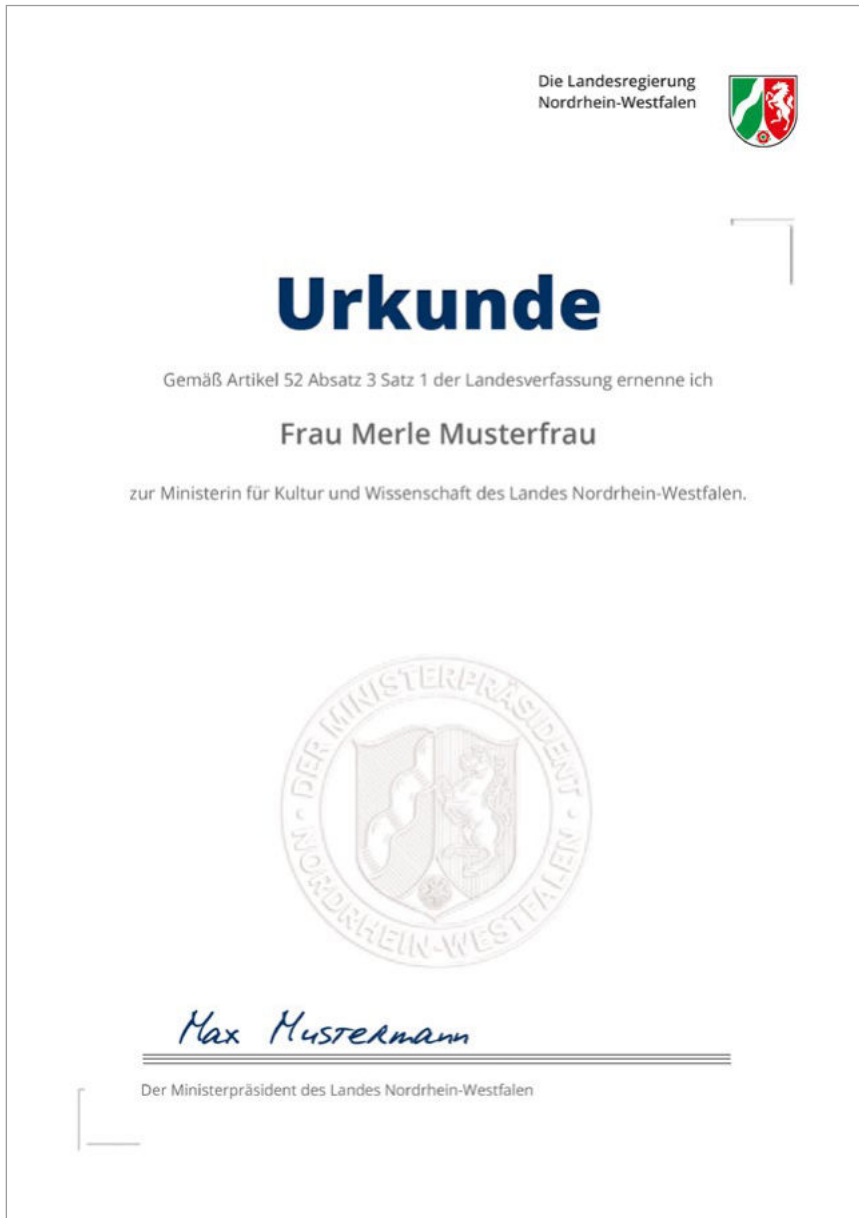 Die Landesregierung
Nordrhein-Westfalen
Urkunde
Gemäß Artikel 52 Absatz 3 Satz 1 der Landesverfassung ernenne ich
Frau Merle Musterfrau
zur Ministerin für Kultur und Wissenschaft des Landes Nordrhein-Westfalen.
· DER MINISTERPRÄSIDENT ·
NORDRHEIN-WESTFALEN
Max Mustermann
Der Ministerpräsident des Landes Nordrhein-Westfalen